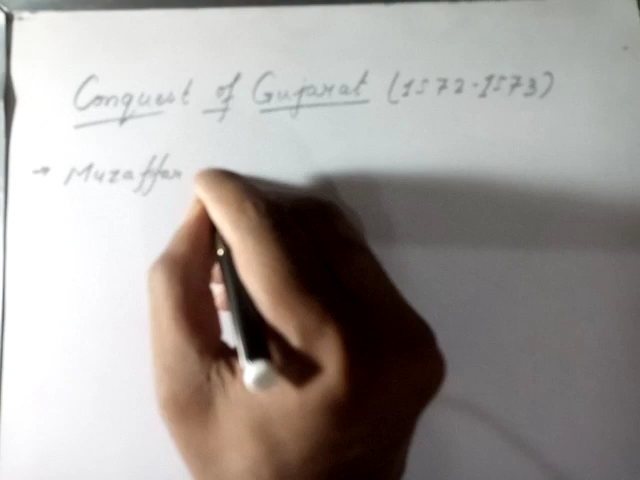 Conquest of Gujarat (1572-1573)
→ Muzaffar